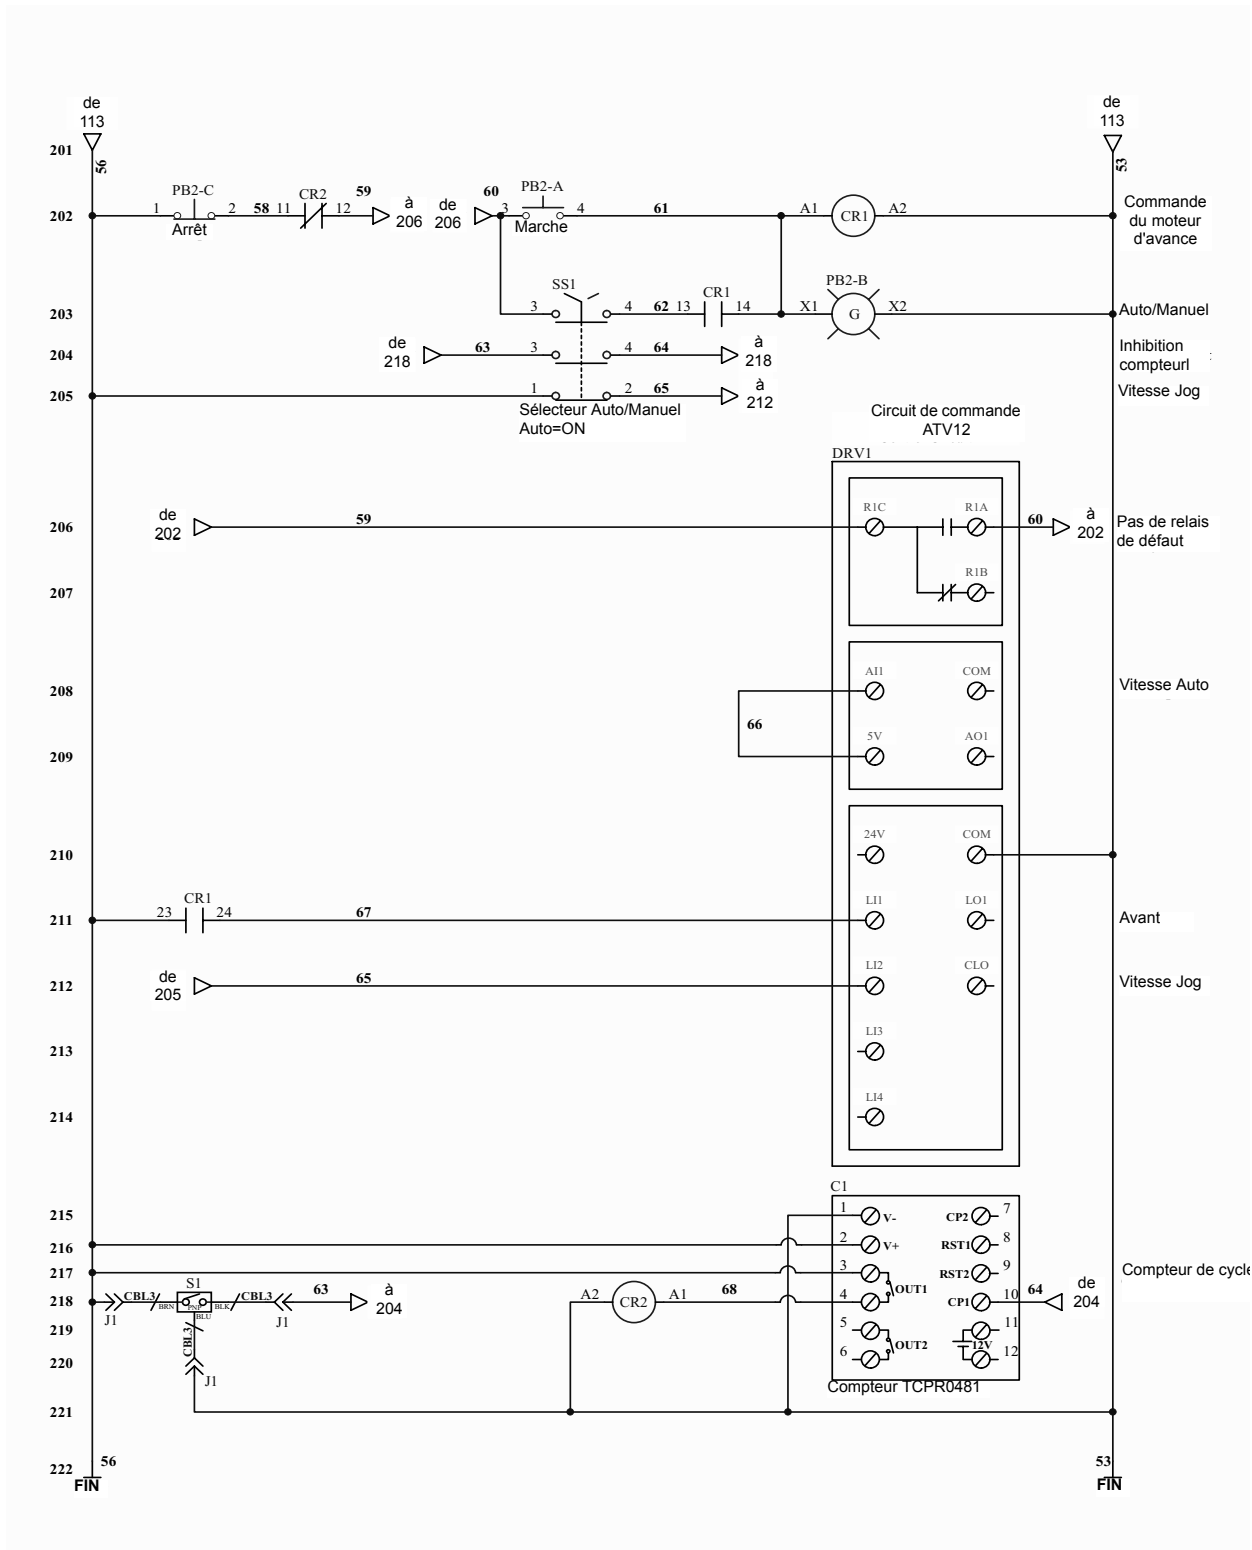 de
113
de
113
201
56
53
PB2-C
CR2
59
à
206
de
206
60
PB2-A
202
1
2
58
11
12
3
4
61
A1
CR1
A2
Arrêt
Marche
Commande
du moteur
d'avance
SS1
CR1
PB2-B
203
3
4
62
13
14
X1
G
X2
Auto/Manuel
204
de
218
63
3
4
64
à
218
Inhibition
compteurl
205
1
2
65
à
212
Vitesse Jog
Sélecteur Auto/Manuel
Auto=ON
Circuit de commande
ATV12
DRV1
206
de
202
59
R1C
R1A
60
à
202
Pas de relais
de défaut
207
R1B
208
AI1
COM
Vitesse Auto
66
209
5V
AO1
210
24V
COM
CR1
211
23
24
67
LI1
LO1
Avant
212
de
205
65
LI2
CLO
Vitesse Jog
213
LI3
214
LI4
C1
215
1
V-
CP2
7
216
2
V+
RST1
8
217
3
OUT1
RST2
9
Compteur de cycle
S1
218
CBL3
BRN
PNP
BLK
CBL3
63
à
204
A2
CR2
A1
68
4
CP1
10
64
de
204
J1
BLU
J1
219
CBL3
5
OUT2
11
12V
220
6
12
J1
Compteur TCPR0481
221
222
56
FIN
53
FIN